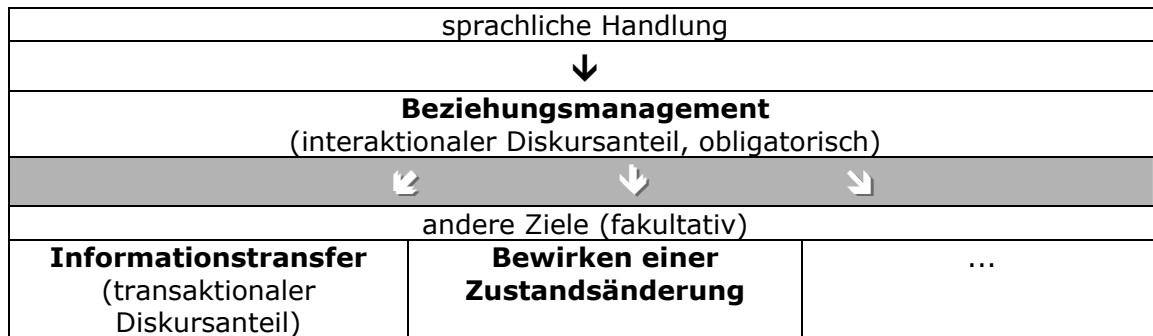 sprachliche Handlung
↓
Beziehungsmanagement
(interaktionaler Diskursanteil, obligatorisch)
↙ ↓ ↘
andere Ziele (fakultativ)
Informationstransfer
(transaktionaler
Diskursanteil)
Bewirken einer
Zustandsänderung
...